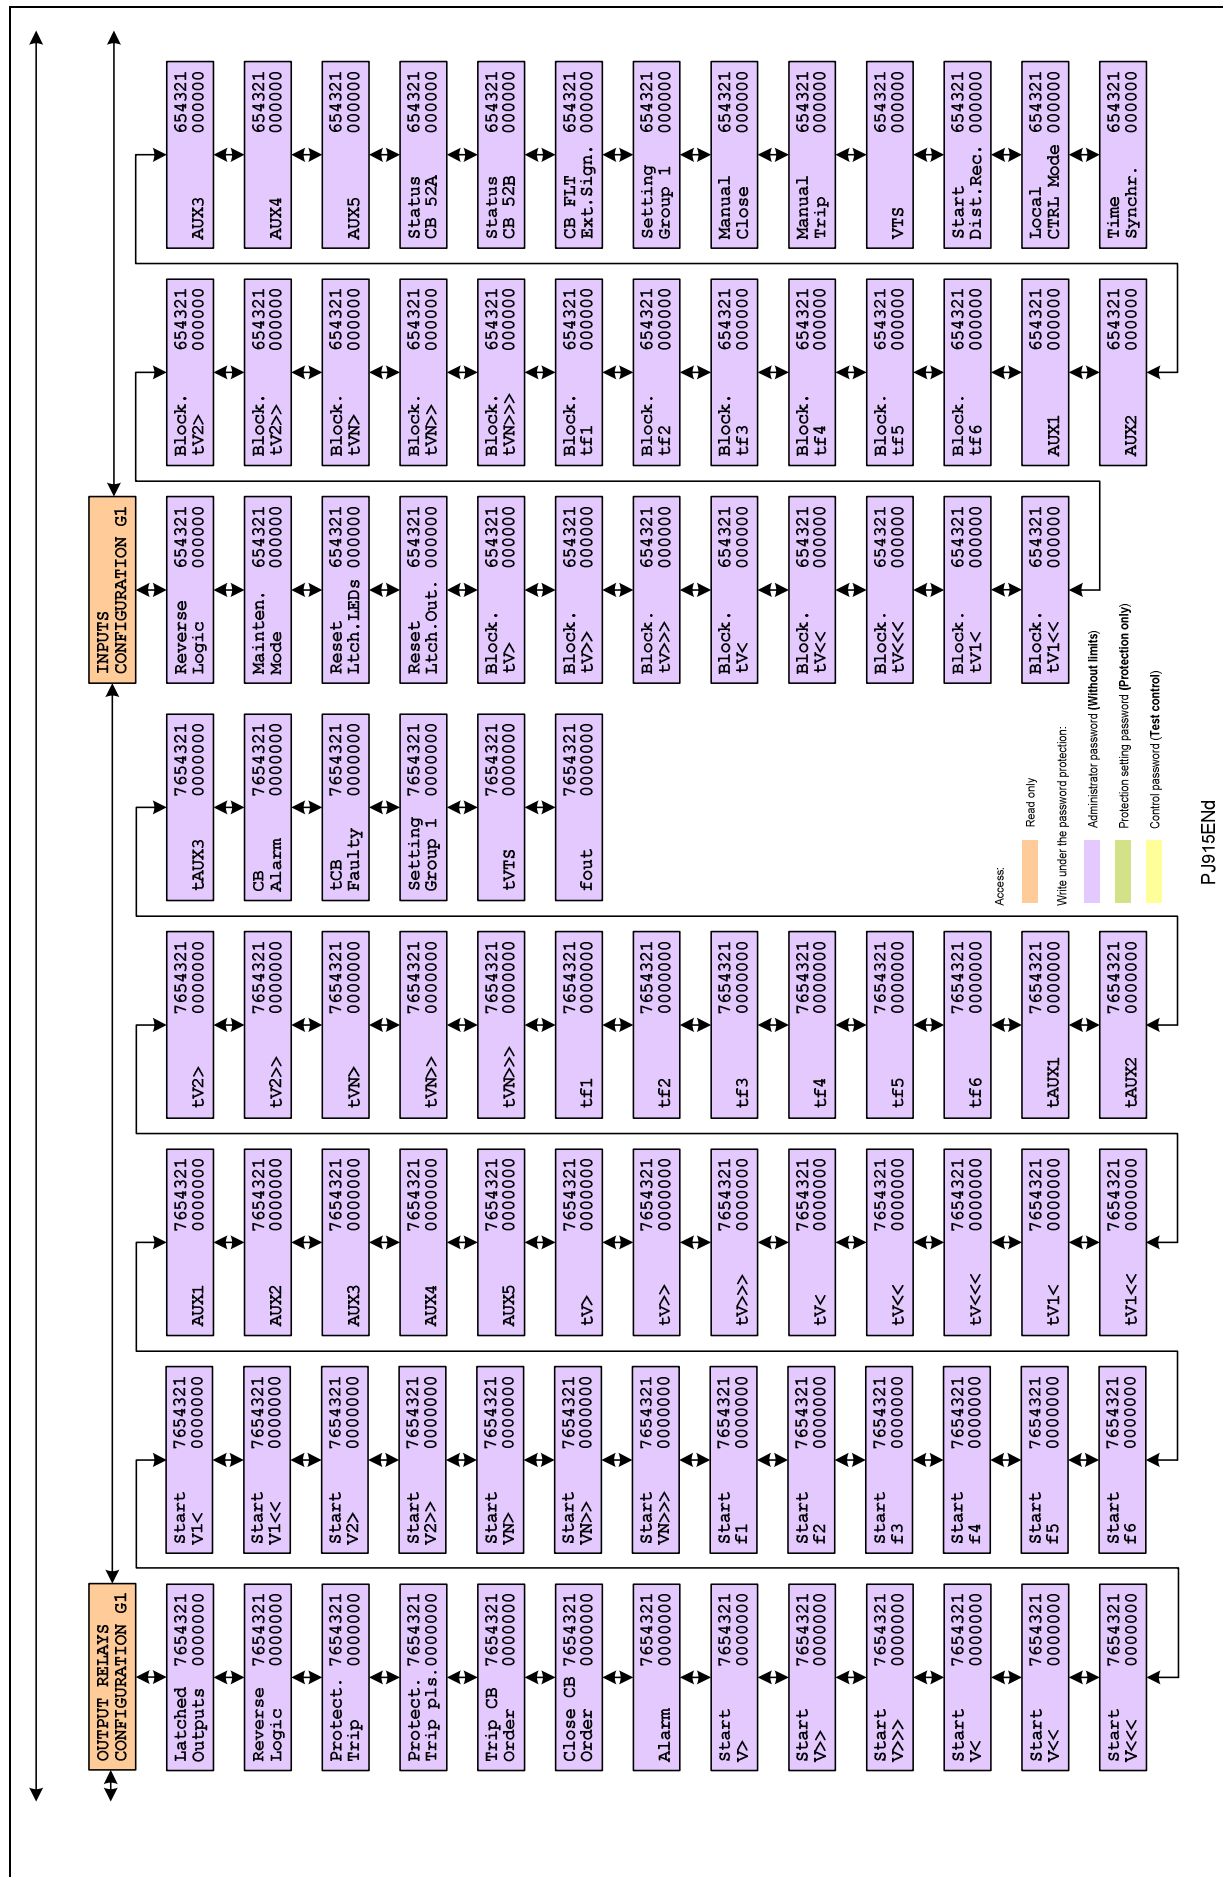 OUTPUT RELAYS
CONFIGURATION G1
Latched 7654321
Outputs 0000000
Reverse 7654321
Logic 0000000
Protect. 7654321
Trip 0000000
Protect. 7654321
Trip pls.0000000
Trip CB 7654321
Order 0000000
Close CB 7654321
Order 0000000
7654321
Alarm 0000000
Start 7654321
V> 0000000
Start 7654321
V>> 0000000
Start 7654321
V>>> 0000000
Start 7654321
V< 0000000
Start 7654321
V<< 0000000
Start 7654321
V<<< 0000000
Start 7654321
V1< 0000000
Start 7654321
V1<< 0000000
Start 7654321
V2> 0000000
Start 7654321
V2>> 0000000
Start 7654321
VN> 0000000
Start 7654321
VN>> 0000000
Start 7654321
VN>>> 0000000
Start 7654321
f1 0000000
Start 7654321
f2 0000000
Start 7654321
f3 0000000
Start 7654321
f4 0000000
Start 7654321
f5 0000000
Start 7654321
f6 0000000
7654321
AUX1 0000000
7654321
AUX2 0000000
7654321
AUX3 0000000
7654321
AUX4 0000000
7654321
AUX5 0000000
7654321
tV> 0000000
7654321
tV>> 0000000
7654321
tV>>> 0000000
7654321
tV< 0000000
7654321
tV<< 0000000
7654321
tV<<< 0000000
7654321
tV1< 0000000
7654321
tV1<< 0000000
7654321
tV2> 0000000
7654321
tV2>> 0000000
7654321
tVN> 0000000
7654321
tVN>> 0000000
7654321
tVN>>> 0000000
7654321
tf1 0000000
7654321
tf2 0000000
7654321
tf3 0000000
7654321
tf4 0000000
7654321
tf5 0000000
7654321
tf6 0000000
7654321
tAUX1 0000000
7654321
tAUX2 0000000
7654321
tAUX3 0000000
CB 7654321
Alarm 0000000
tCB 7654321
Faulty 0000000
Setting 7654321
Group 1 0000000
7654321
tVTS 0000000
7654321
fout 0000000
INPUTS
CONFIGURATION G1
Reverse 654321
Logic 000000
Mainten. 654321
Mode 000000
Reset 654321
Ltch.LEDs 000000
Reset 654321
Ltch.Out. 000000
Block. 654321
tV> 000000
Block. 654321
tV>> 000000
Block. 654321
tV>>> 000000
Block. 654321
tV< 000000
Block. 654321
tV<< 000000
Block. 654321
tV<<< 000000
Block. 654321
tV1< 000000
Block. 654321
tV1<< 000000
Block. 654321
tV2> 000000
Block. 654321
tV2>> 000000
Block. 654321
tVN> 000000
Block. 654321
tVN>> 000000
Block. 654321
tVN>>> 000000
Block. 654321
tf1 000000
Block. 654321
tf2 000000
Block. 654321
tf3 000000
Block. 654321
tf4 000000
Block. 654321
tf5 000000
Block. 654321
tf6 000000
654321
AUX1 000000
654321
AUX2 000000
654321
AUX3 000000
654321
AUX4 000000
654321
AUX5 000000
Status 654321
CB 52A 000000
Status 654321
CB 52B 000000
CB FLT 654321
Ext.Sign. 000000
Setting 654321
Group 1 000000
Manual 654321
Close 000000
Manual 654321
Trip 000000
654321
VTS 000000
Start 654321
Dist.Rec. 000000
Local 654321
CTRL Mode 000000
Time 654321
Synchr. 000000
Access:
Read only
Write under the password protection:
Administrator password (Without limits)
Protection setting password (Protection only)
Control password (Test control)
PJ915ENd